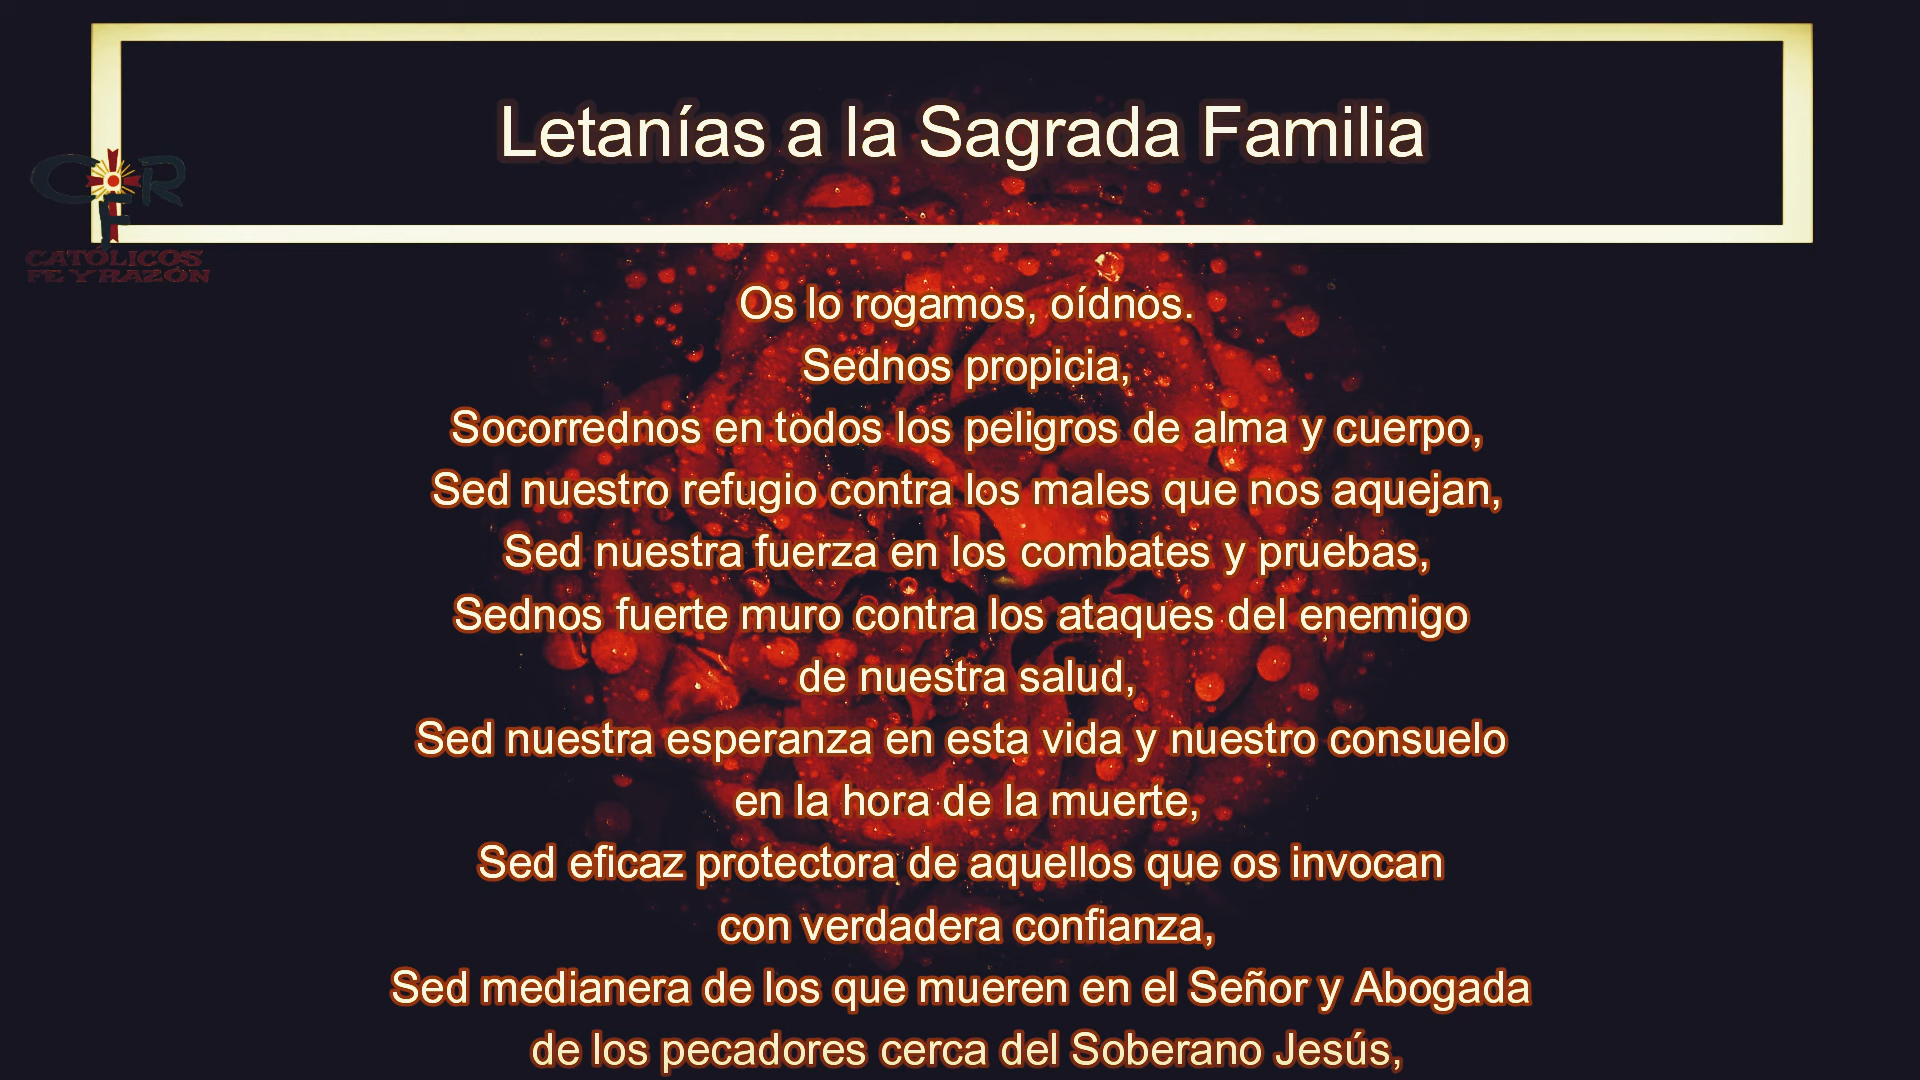 Letanías a la Sagrada Familia
CFR
CATÓLICOS
FE Y RAZÓN
Os lo rogamos, oídnos.
Sednos propicia,
Socorrednos en todos los peligros de alma y cuerpo,
Sed nuestro refugio contra los males que nos aquejan,
Sed nuestra fuerza en los combates y pruebas,
Sednos fuerte muro contra los ataques del enemigo
de nuestra salud,
Sed nuestra esperanza en esta vida y nuestro consuelo
en la hora de la muerte,
Sed eficaz protectora de aquellos que os invocan
con verdadera confianza,
Sed medianera de los que mueren en el Señor y Abogada
de los pecadores cerca del Soberano Jesús,